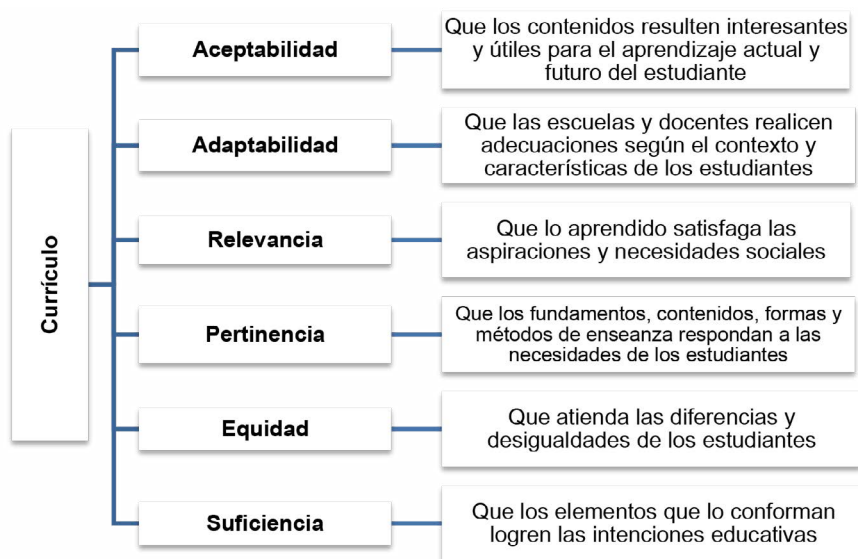 Currículo
Aceptabilidad
Que los contenidos resulten interesantes
y útiles para el aprendizaje actual y
futuro del estudiante
Adaptabilidad
Que las escuelas y docentes realicen
adecuaciones según el contexto y
características de los estudiantes
Relevancia
Que lo aprendido satisfaga las
aspiraciones y necesidades sociales
Pertinencia
Que los fundamentos, contenidos, formas y
métodos de enseanza respondan a las
necesidades de los estudiantes
Equidad
Que atienda las diferencias y
desigualdades de los estudiantes
Suficiencia
Que los elementos que lo conforman
logren las intenciones educativas